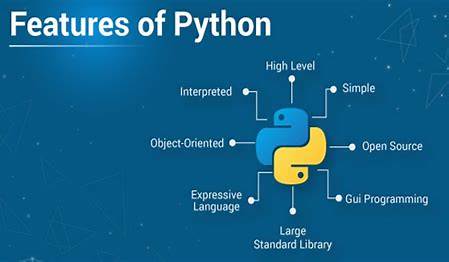 Features of Python
High Level
Interpreted
Simple
Object-Oriented
Open Source
Expressive
Language
Gui Programming
Large
Standard Library